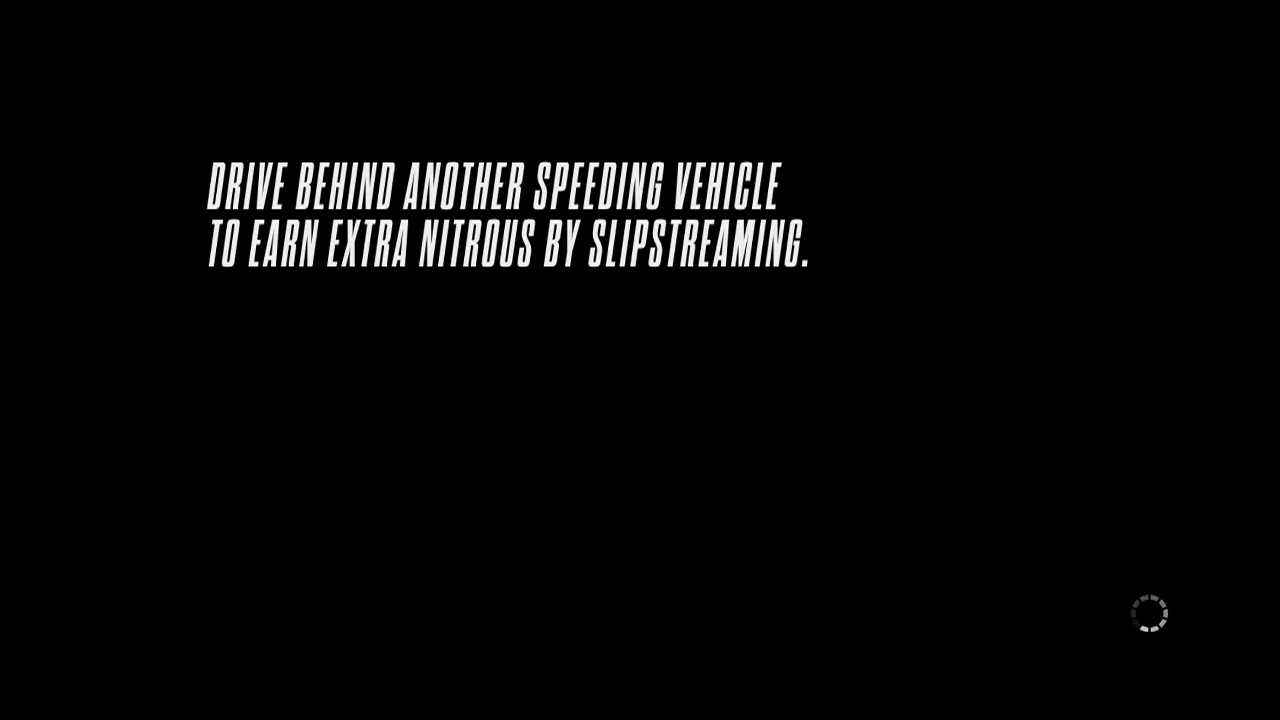 DRIVE BEHIND ANOTHER SPEEDING VEHICLE
TO EARN EXTRA NITROUS BY SLIPSTREAMING.